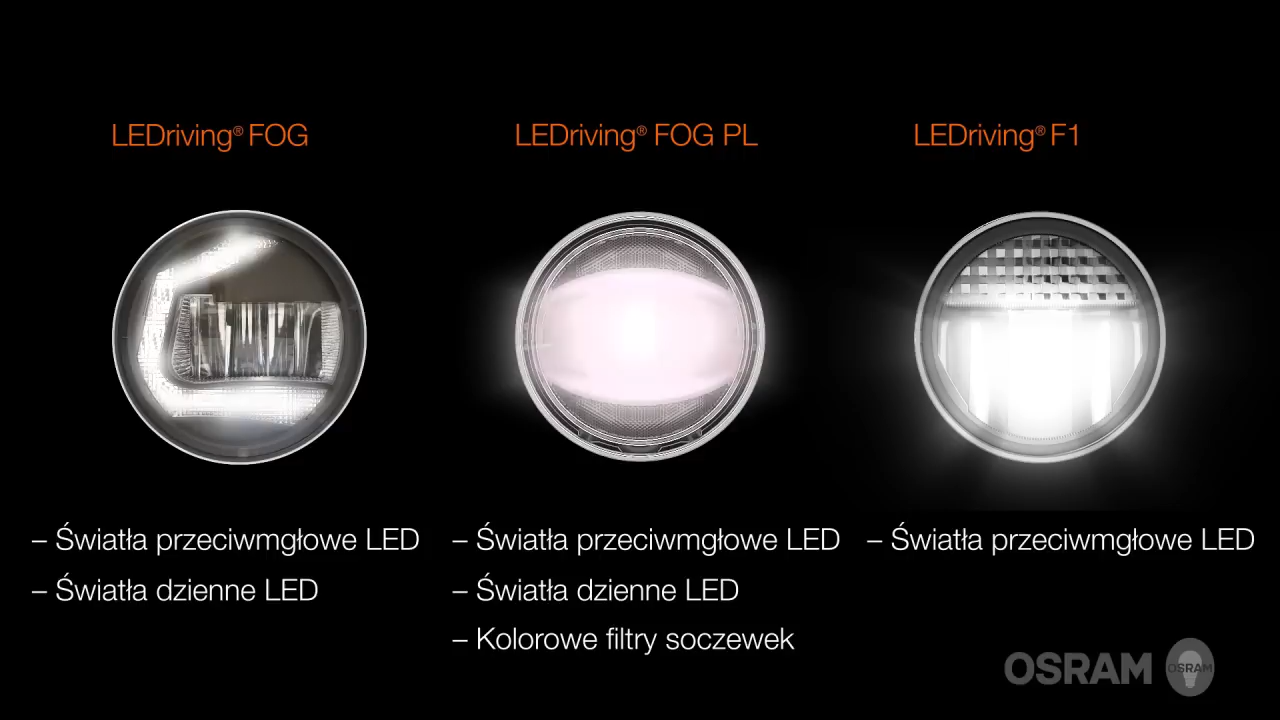 LEDriving® FOG
LEDriving® FOG PL
LEDriving® F1
– Światła przeciwmgłowe LED
– Światła dzienne LED
– Światła przeciwmgłowe LED
– Światła dzienne LED
– Kolorowe filtry soczewek
– Światła przeciwmgłowe LED
OSRAM
OSRAM